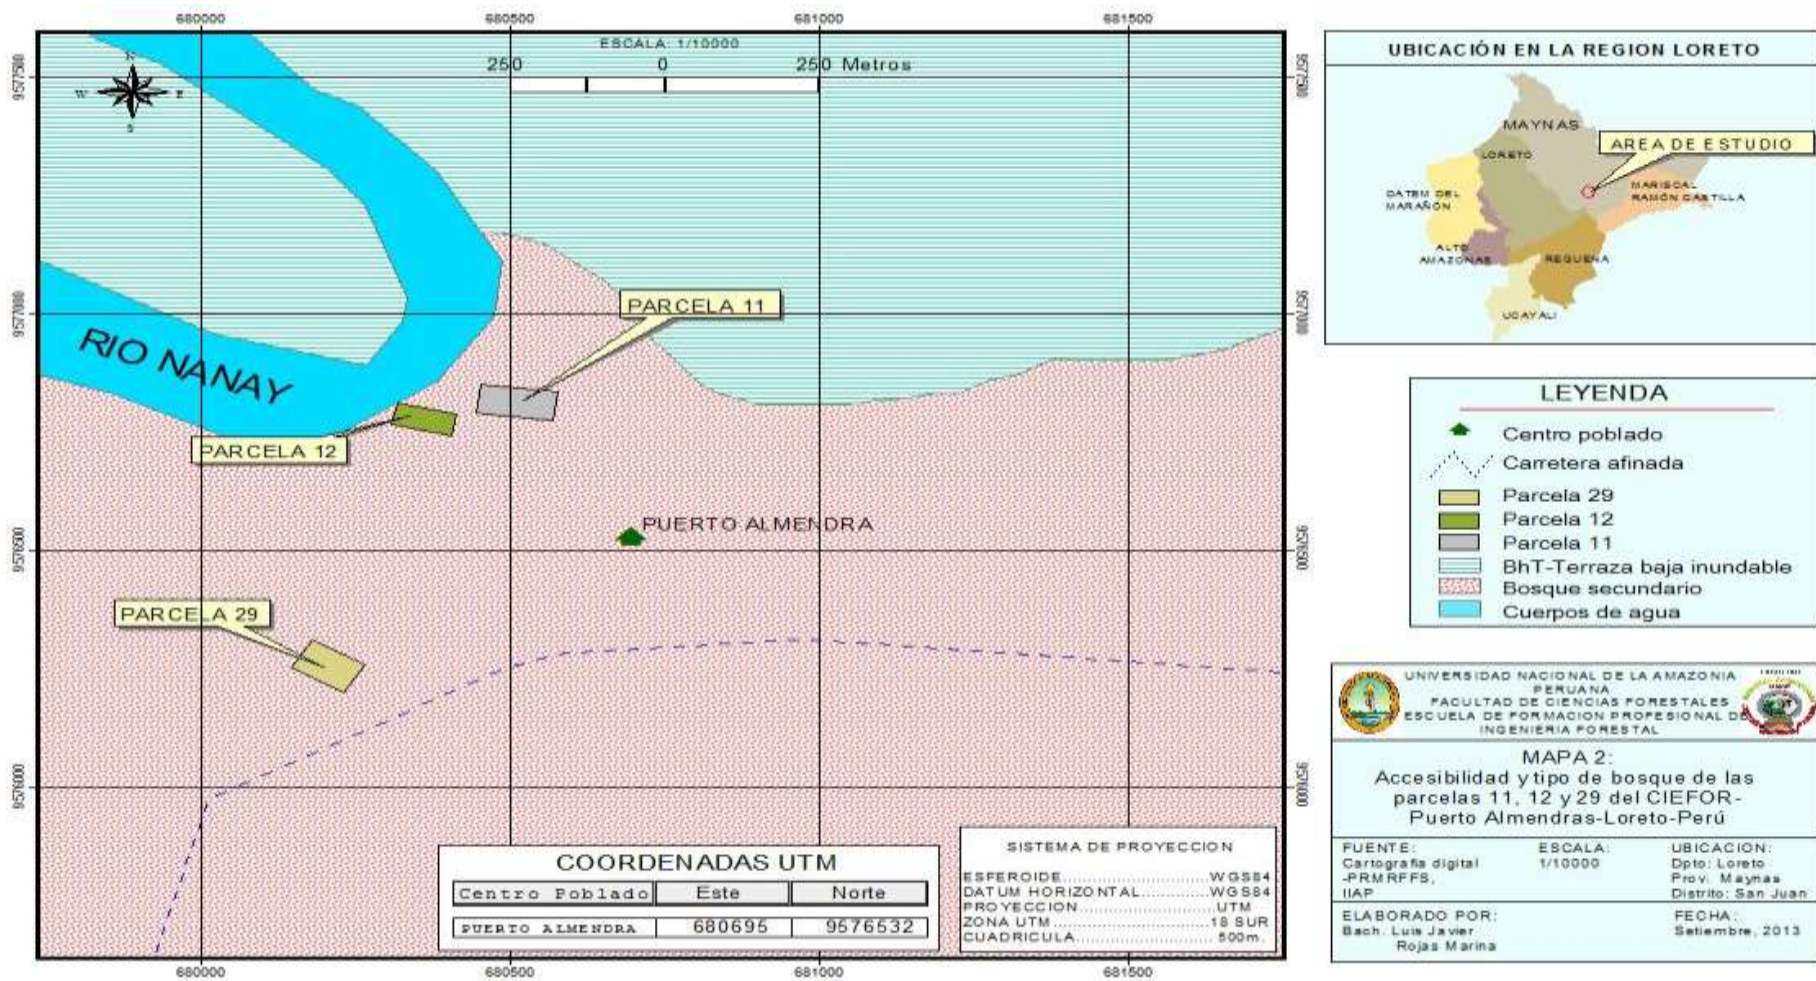 680000
680500
681000
681500
ESCALA: 1/10000
250 0 250 Metros
N
W E
S
9577500
9577500
9577000
9577000
9576500
9576500
9576000
9576000
RIO NANAY
PARCELA 11
PARCELA 12
PUERTO ALMENDRA
PARCELA 29
COORDENADAS UTM
Centro Poblado Este Norte
PUERTO ALMENDRA 680695 9576532
SISTEMA DE PROYECCION
ESFEROIDE......................WGS84
DATUM HORIZONTAL..........WGS84
PROYECCION....................UTM
ZONA UTM.......................18 SUR
CUADRICULA....................500m.
680000
680500
681000
681500
UBICACIÓN EN LA REGION LORETO
MAYNAS
AREA DE ESTUDIO
LORETO
DATEM DEL
MARAÑÓN
MARISCAL
RAMÓN CASTILLA
ALTO
AMAZONAS
REQUENA
UCAYALI
LEYENDA
Centro poblado
Carretera afinada
Parcela 29
Parcela 12
Parcela 11
BhT-Terraza baja inundable
Bosque secundario
Cuerpos de agua
UNIVERSIDAD NACIONAL DE LA AMAZONIA
PERUANA
FACULTAD DE CIENCIAS FORESTALES
ESCUELA DE FORMACION PROFESIONAL DE
INGENIERIA FORESTAL
MAPA 2:
Accesibilidad y tipo de bosque de las
parcelas 11, 12 y 29 del CIEFOR-
Puerto Almendras-Loreto-Perú
FUENTE:
Cartografía digital
-PRMRFFS,
IIAP
ESCALA:
1/10000
UBICACION:
Dpto: Loreto
Prov: Maynas
Distrito: San Juan
ELABORADO POR:
Bach. Luis Javier
Rojas Marina
FECHA:
Setiembre, 2013